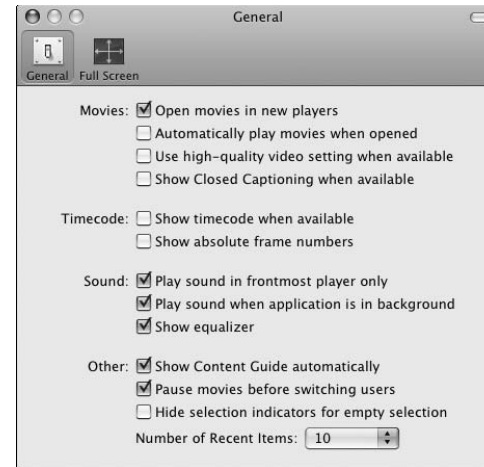 General
General Full Screen
Movies: Open movies in new players
Automatically play movies when opened
Use high-quality video setting when available
Show Closed Captioning when available
Timecode: Show timecode when available
Show absolute frame numbers
Sound: Play sound in frontmost player only
Play sound when application is in background
Show equalizer
Other: Show Content Guide automatically
Pause movies before switching users
Hide selection indicators for empty selection
Number of Recent Items: 10